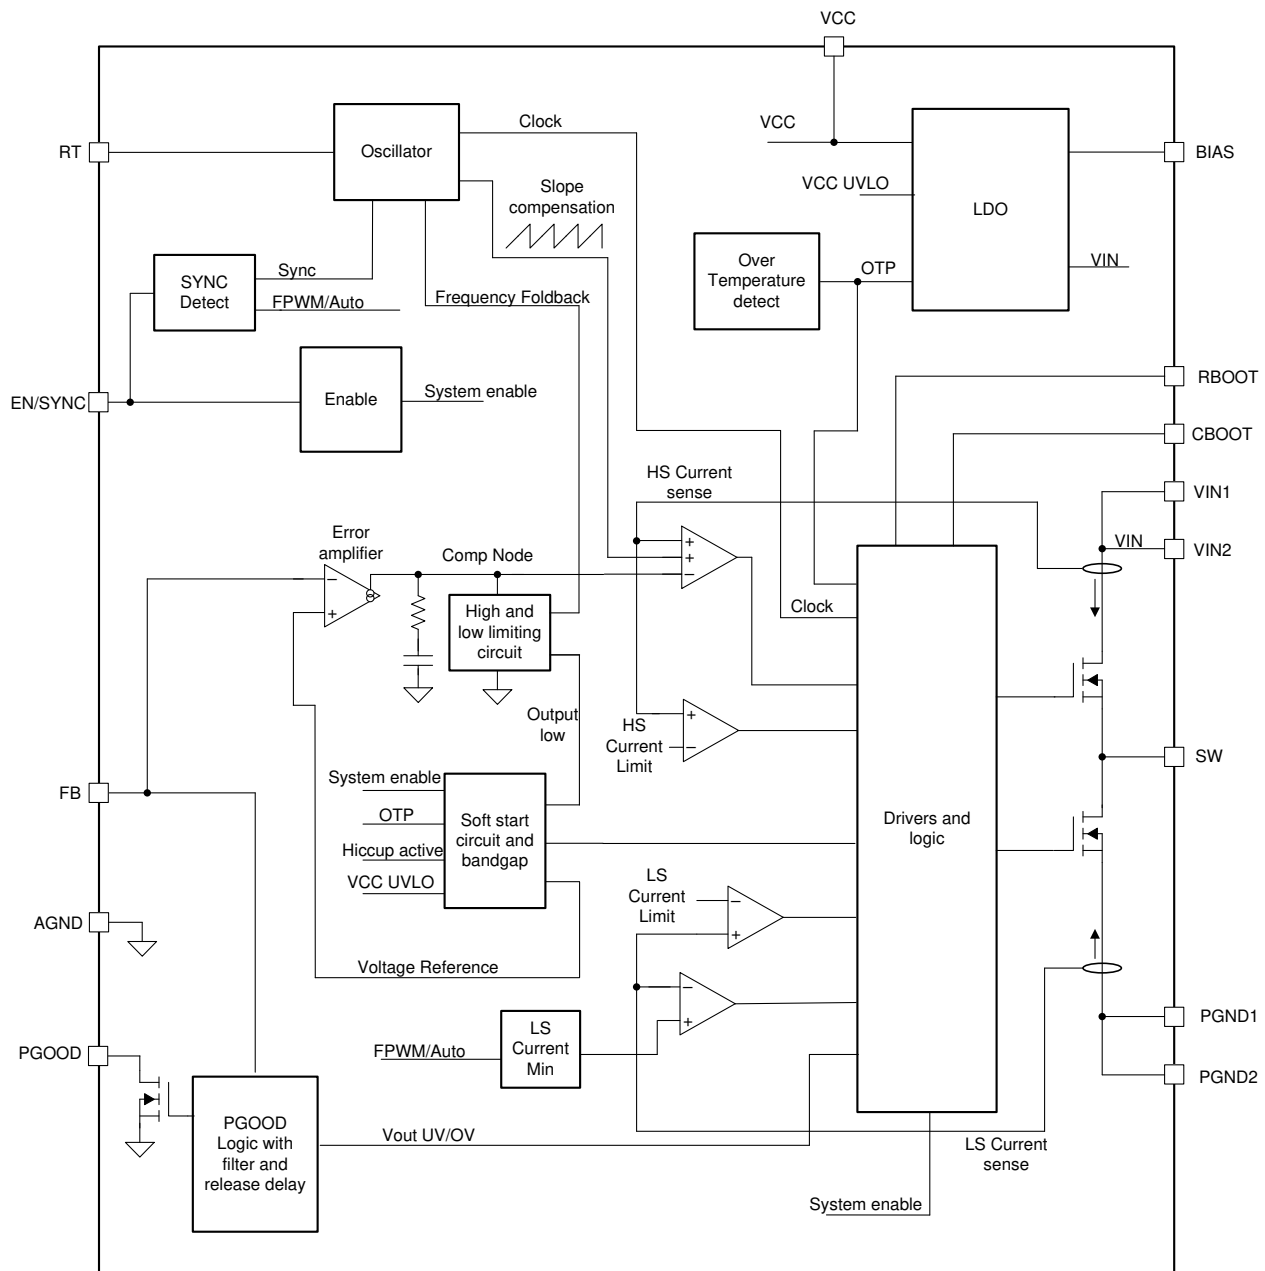 VCC
RT
Oscillator
Clock
VCC
BIAS
VCC UVLO
LDO
Slope
compensation
SYNC
Detect
Sync
FPWM/Auto
Frequency Foldback
Over
Temperature
detect
OTP
VIN
EN/SYNC
Enable
System enable
RBOOT
CBOOT
HS Current
sense
VIN1
VIN
VIN2
Error
amplifier
Comp Node
−
+
+
+
−
High and
low limiting
circuit
Clock
Output
low
HS
Current
Limit
+
−
SW
FB
System enable
OTP
Hiccup active
VCC UVLO
Soft start
circuit and
bandgap
Drivers and
logic
LS
Current
Limit
−
+
AGND
Voltage Reference
−
+
LS
Current
Min
FPWM/Auto
PGND1
PGOOD
PGND2
PGOOD
Logic with
filter and
release delay
Vout UV/OV
LS Current
sense
System enable